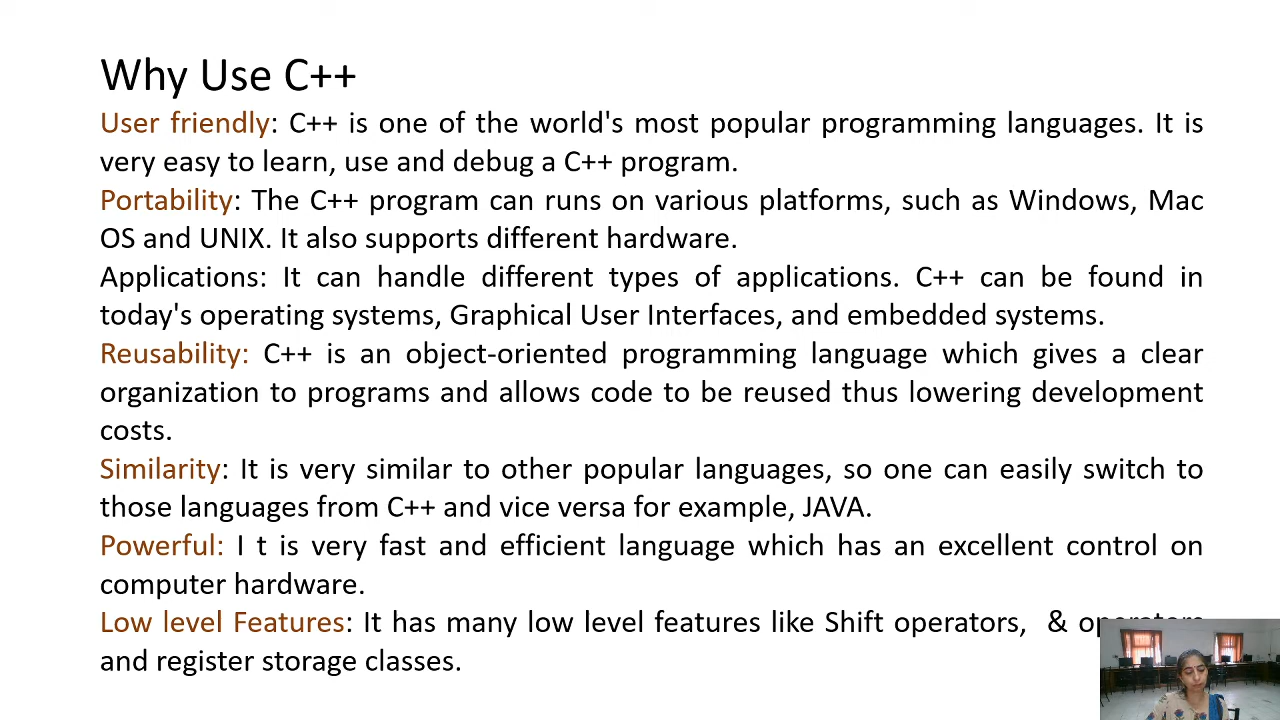 Why Use C++
User friendly: C++ is one of the world's most popular programming languages. It is
very easy to learn, use and debug a C++ program.
Portability: The C++ program can runs on various platforms, such as Windows, Mac
OS and UNIX. It also supports different hardware.
Applications: It can handle different types of applications. C++ can be found in
today's operating systems, Graphical User Interfaces, and embedded systems.
Reusability: C++ is an object-oriented programming language which gives a clear
organization to programs and allows code to be reused thus lowering development
costs.
Similarity: It is very similar to other popular languages, so one can easily switch to
those languages from C++ and vice versa for example, JAVA.
Powerful: I t is very fast and efficient language which has an excellent control on
computer hardware.
Low level Features: It has many low level features like Shift operators, & operators
and register storage classes.